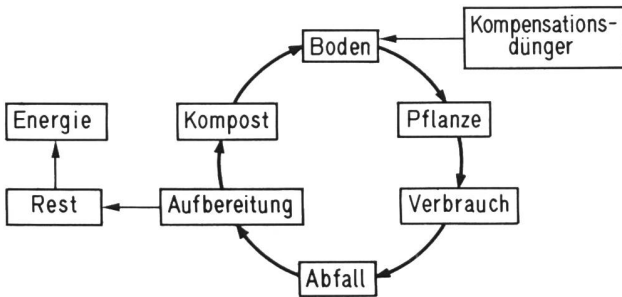 Boden
Kompensations-
dünger
Energie
Kompost
Pflanze
Rest
Aufbereitung
Verbrauch
Abfall